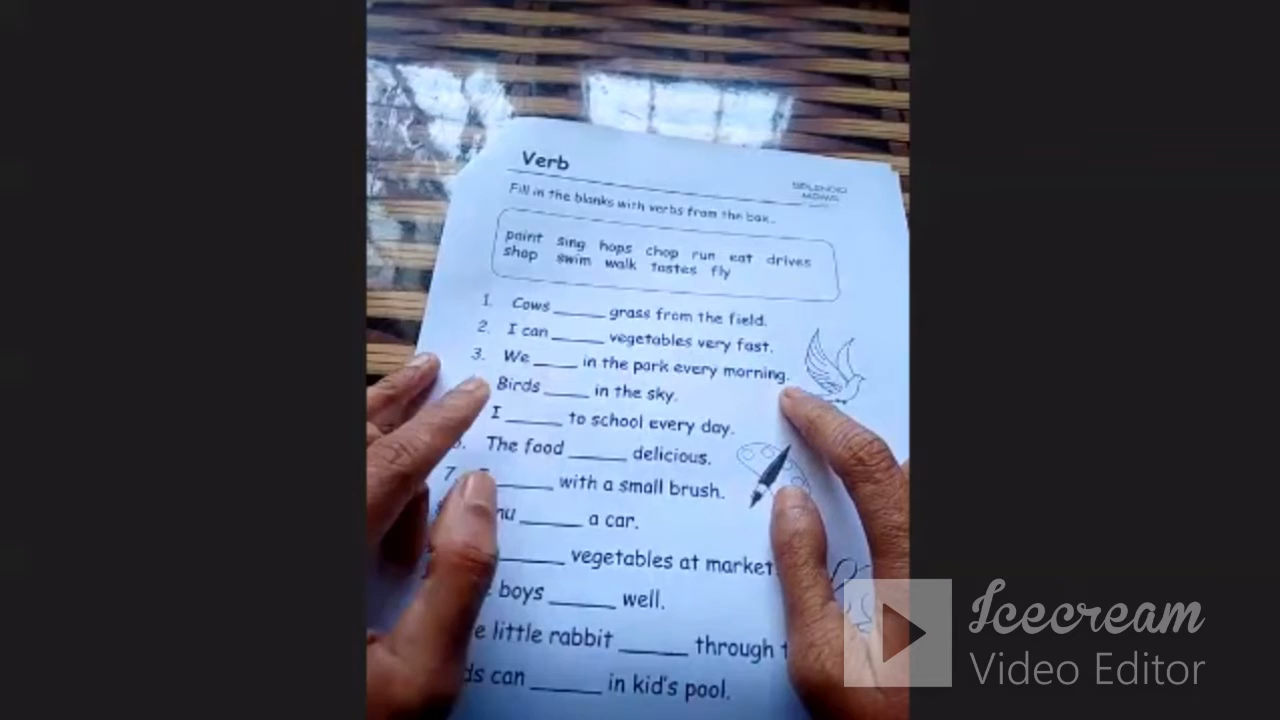 Verb
SPLENDID
MOMS
Fill in the blanks with verbs from the box.
paint sing hops chop run eat drives
shop swim walk tastes fly
1. Cows ______ grass from the field.
2. I can ______ vegetables very fast.
3. We _____ in the park every morning.
Birds _____ in the sky.
I ______ to school every day.
The food ______ delicious.
7. ______ with a small brush.
______ a car.
______ vegetables at market.
boys ______ well.
little rabbit ______ through
can ______ in kid's pool.
Icecream
Video Editor